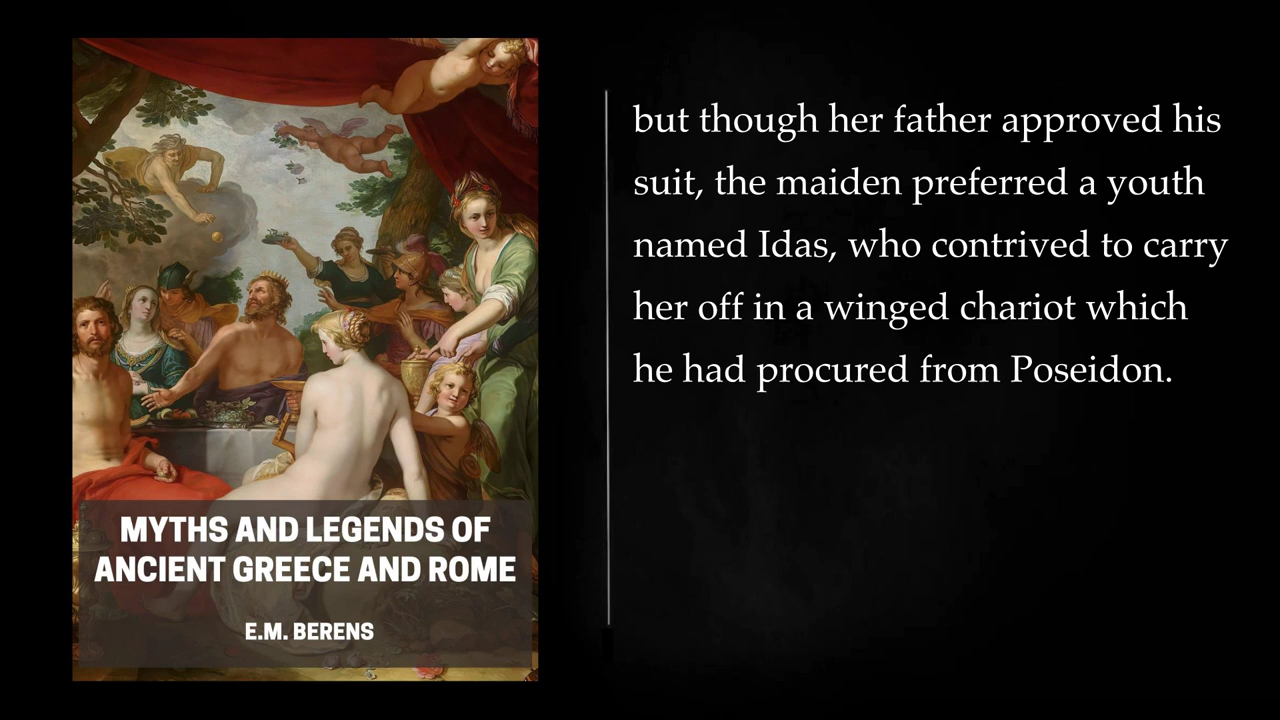 MYTHS AND LEGENDS OF
ANCIENT GREECE AND ROME
E.M. BERENS
but though her father approved his
suit, the maiden preferred a youth
named Idas, who contrived to carry
her off in a winged chariot which
he had procured from Poseidon.